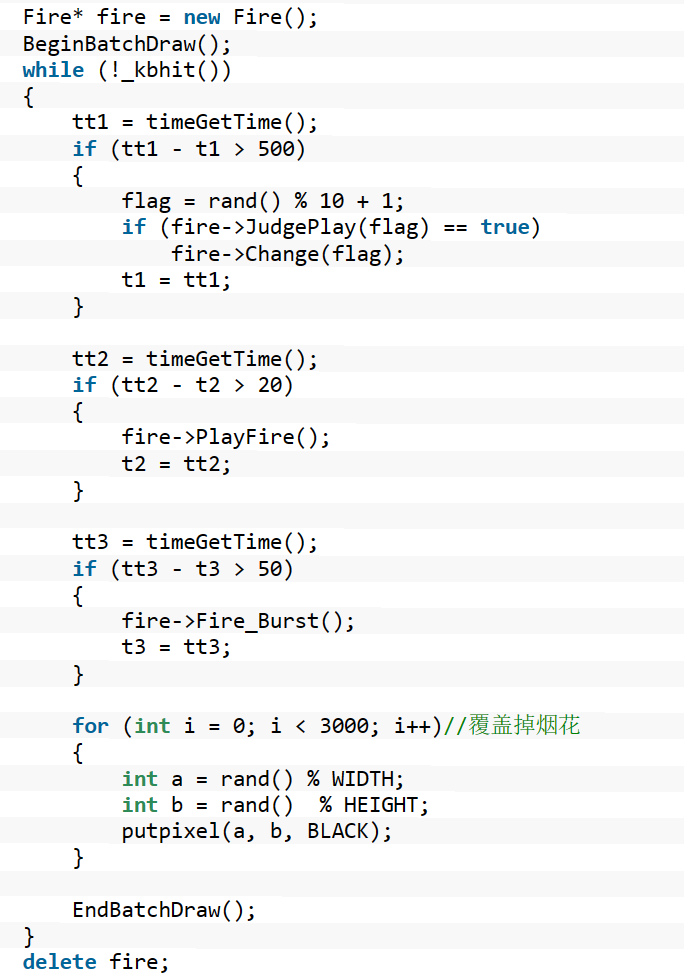 Fire* fire = new Fire();
BeginBatchDraw();
while (!_kbhit())
{
    tt1 = timeGetTime();
    if (tt1 - t1 > 500)
    {
        flag = rand() % 10 + 1;
        if (fire->JudgePlay(flag) == true)
            fire->Change(flag);
        t1 = tt1;
    }

    tt2 = timeGetTime();
    if (tt2 - t2 > 20)
    {
        fire->PlayFire();
        t2 = tt2;
    }

    tt3 = timeGetTime();
    if (tt3 - t3 > 50)
    {
        fire->Fire_Burst();
        t3 = tt3;
    }

    for (int i = 0; i < 3000; i++)//覆盖掉烟花
    {
        int a = rand() % WIDTH;
        int b = rand()  % HEIGHT;
        putpixel(a, b, BLACK);
    }

    EndBatchDraw();
}
delete fire;